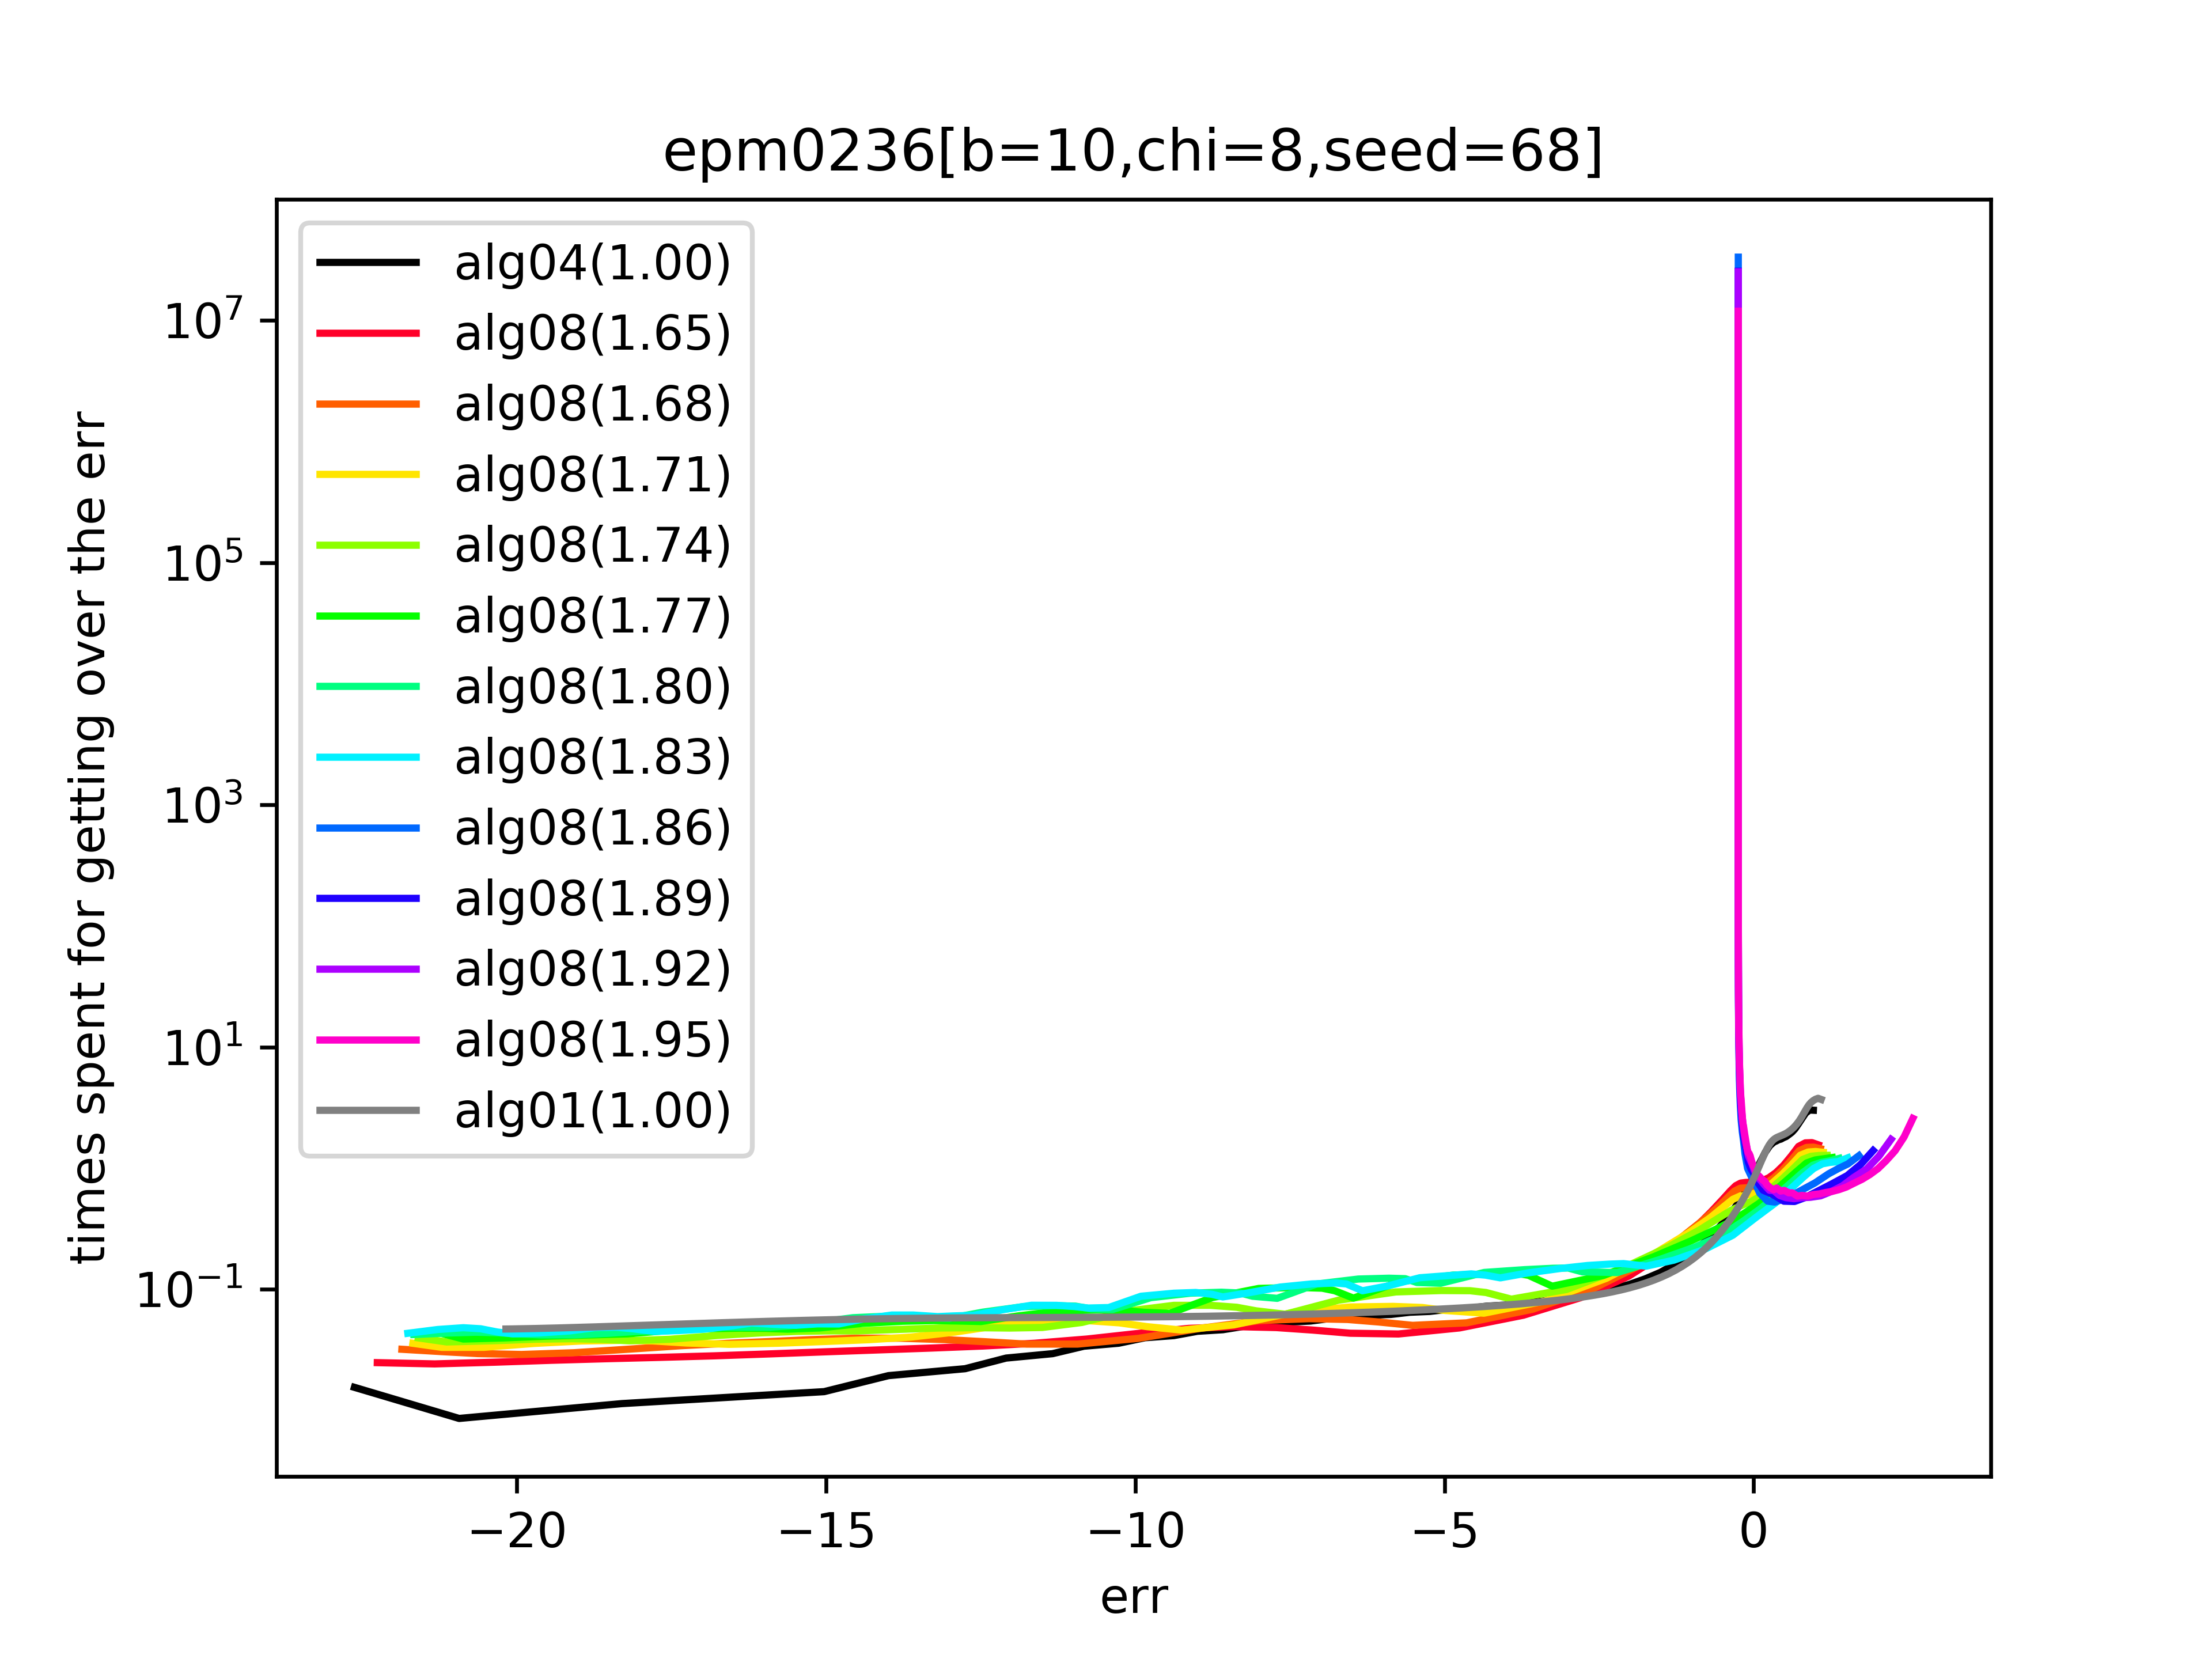 epm0236[b=10,chi=8,seed=68]
times spent for getting over the err
10⁷
10⁵
10³
10¹
10⁻¹
alg04(1.00)
alg08(1.65)
alg08(1.68)
alg08(1.71)
alg08(1.74)
alg08(1.77)
alg08(1.80)
alg08(1.83)
alg08(1.86)
alg08(1.89)
alg08(1.92)
alg08(1.95)
alg01(1.00)
−20 −15 −10 −5 0
err